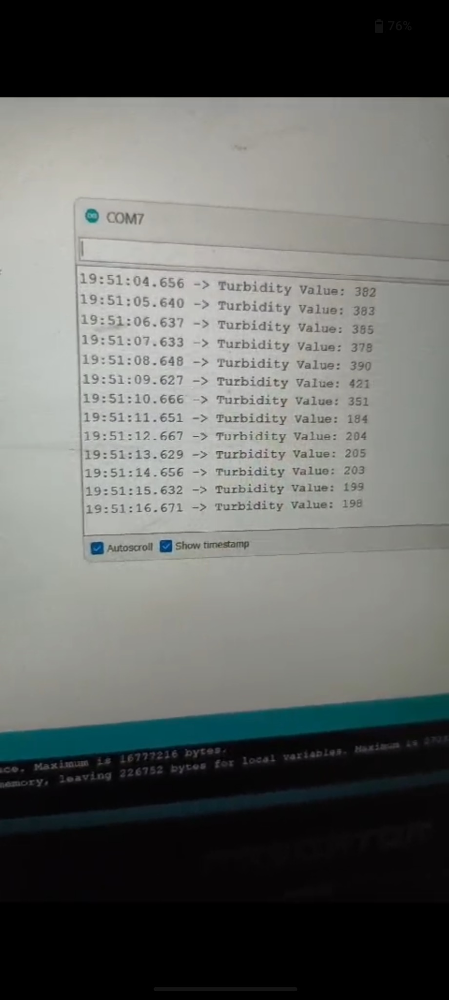 76%
COM7
19:51:04.656 -> Turbidity Value: 382
19:51:05.640 -> Turbidity Value: 383
19:51:06.637 -> Turbidity Value: 385
19:51:07.633 -> Turbidity Value: 378
19:51:08.648 -> Turbidity Value: 390
19:51:09.627 -> Turbidity Value: 421
19:51:10.666 -> Turbidity Value: 351
19:51:11.651 -> Turbidity Value: 184
19:51:12.667 -> Turbidity Value: 204
19:51:13.629 -> Turbidity Value: 205
19:51:14.656 -> Turbidity Value: 203
19:51:15.632 -> Turbidity Value: 199
19:51:16.671 -> Turbidity Value: 198
Autoscroll Show timestamp
ce. Maximum is 16777216 bytes.
memory, leaving 226752 bytes for local variables. Maximum is